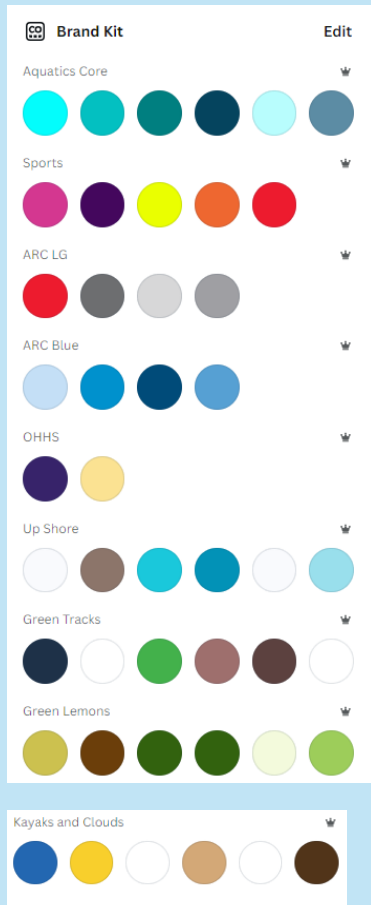 CO
Brand Kit Edit
Aquatics Core
Sports
ARC LG
ARC Blue
OHHS
Up Shore
Green Tracks
Green Lemons
Kayaks and Clouds